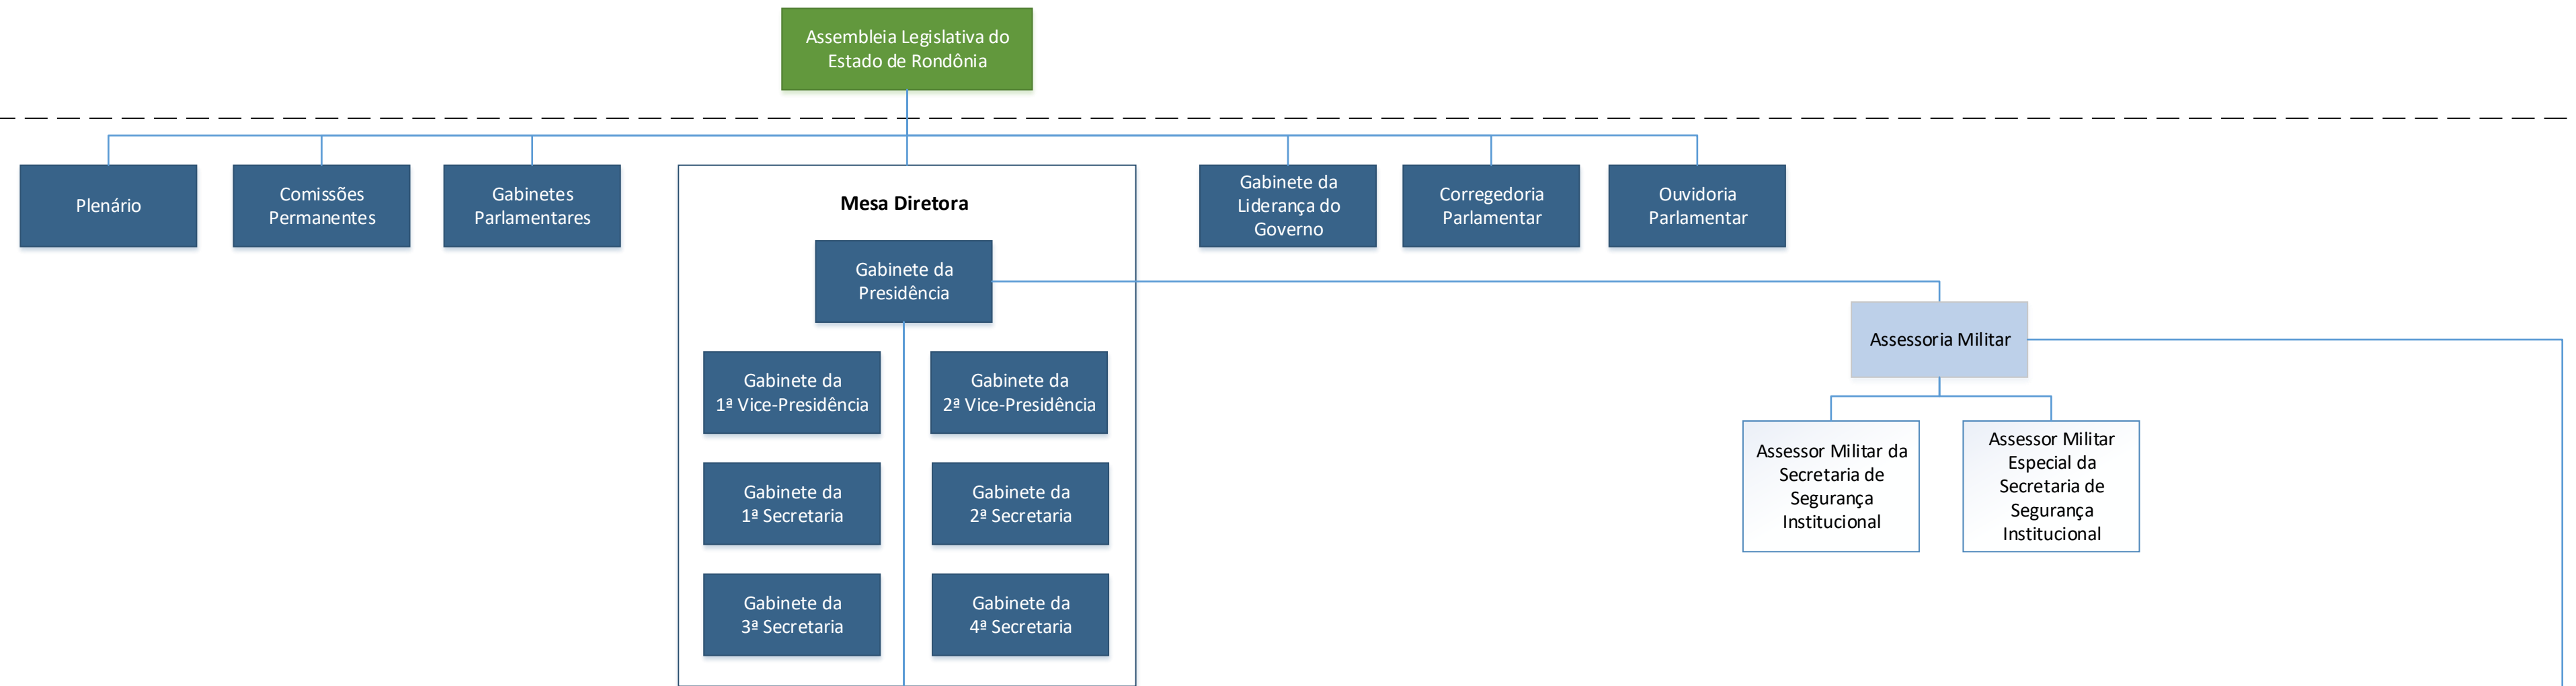 Assembleia Legislativa do
Estado de Rondônia
Plenário
Comissões
Permanentes
Gabinetes
Parlamentares
Mesa Diretora
Gabinete da
Presidência
Gabinete da
1ª Vice-Presidência
Gabinete da
2ª Vice-Presidência
Gabinete da
1ª Secretaria
Gabinete da
2ª Secretaria
Gabinete da
3ª Secretaria
Gabinete da
4ª Secretaria
Gabinete da
Liderança do
Governo
Corregedoria
Parlamentar
Ouvidoria
Parlamentar
Assessoria Militar
Assessor Militar da
Secretaria de
Segurança
Institucional
Assessor Militar
Especial da
Secretaria de
Segurança
Institucional